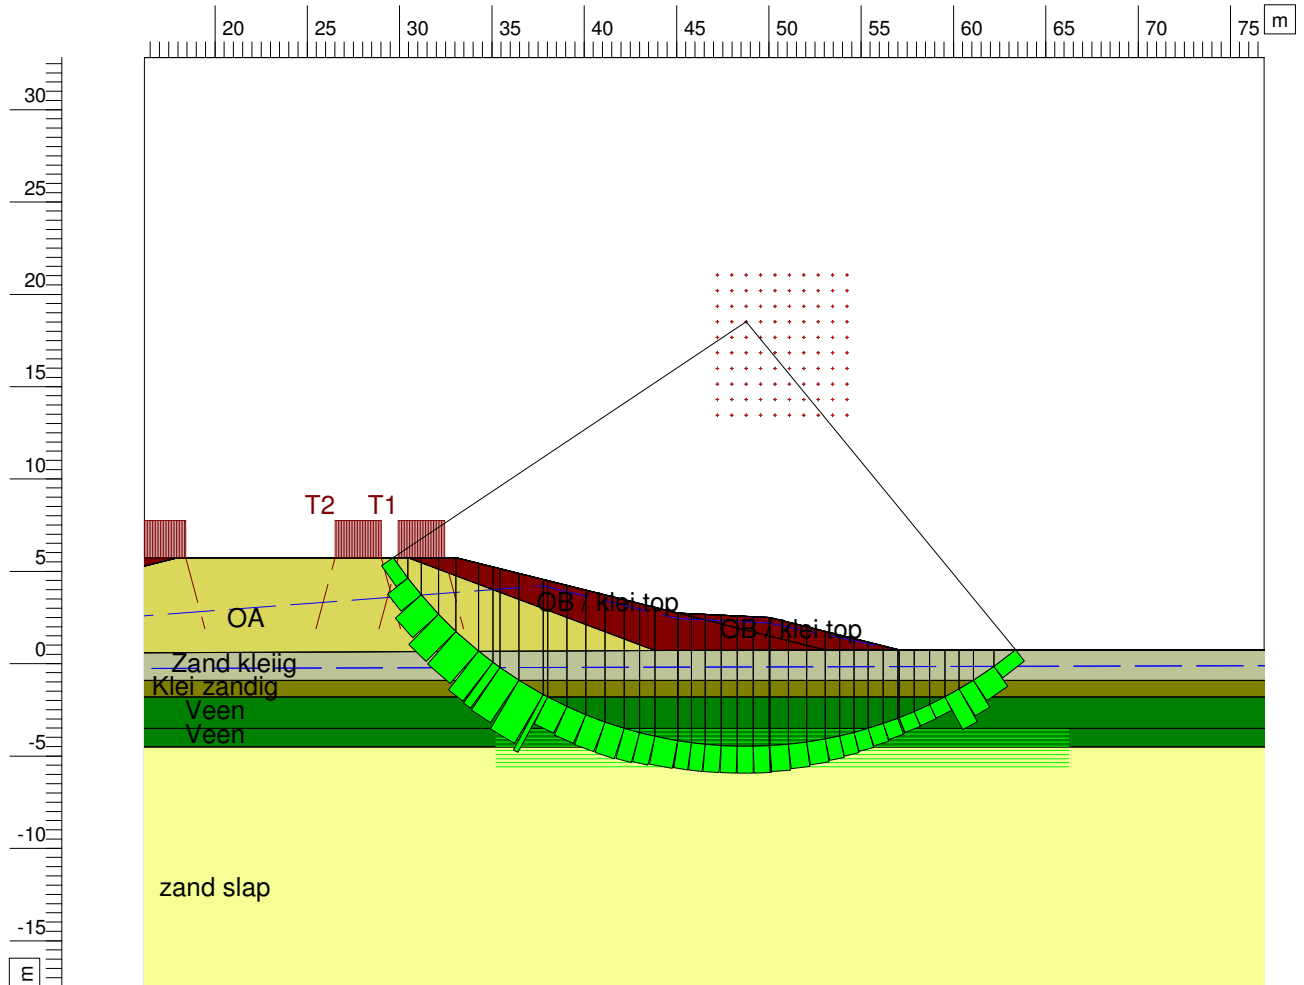 20 25 30 35 40 45 50 55 60 65 70 75 m
30
25
20
15
10
5
0
-5
-10
-15
m
T2 T1
OA
OB / klei top
OB / klei top
Zand kleiig
Klei zandig
Veen
Veen
zand slap